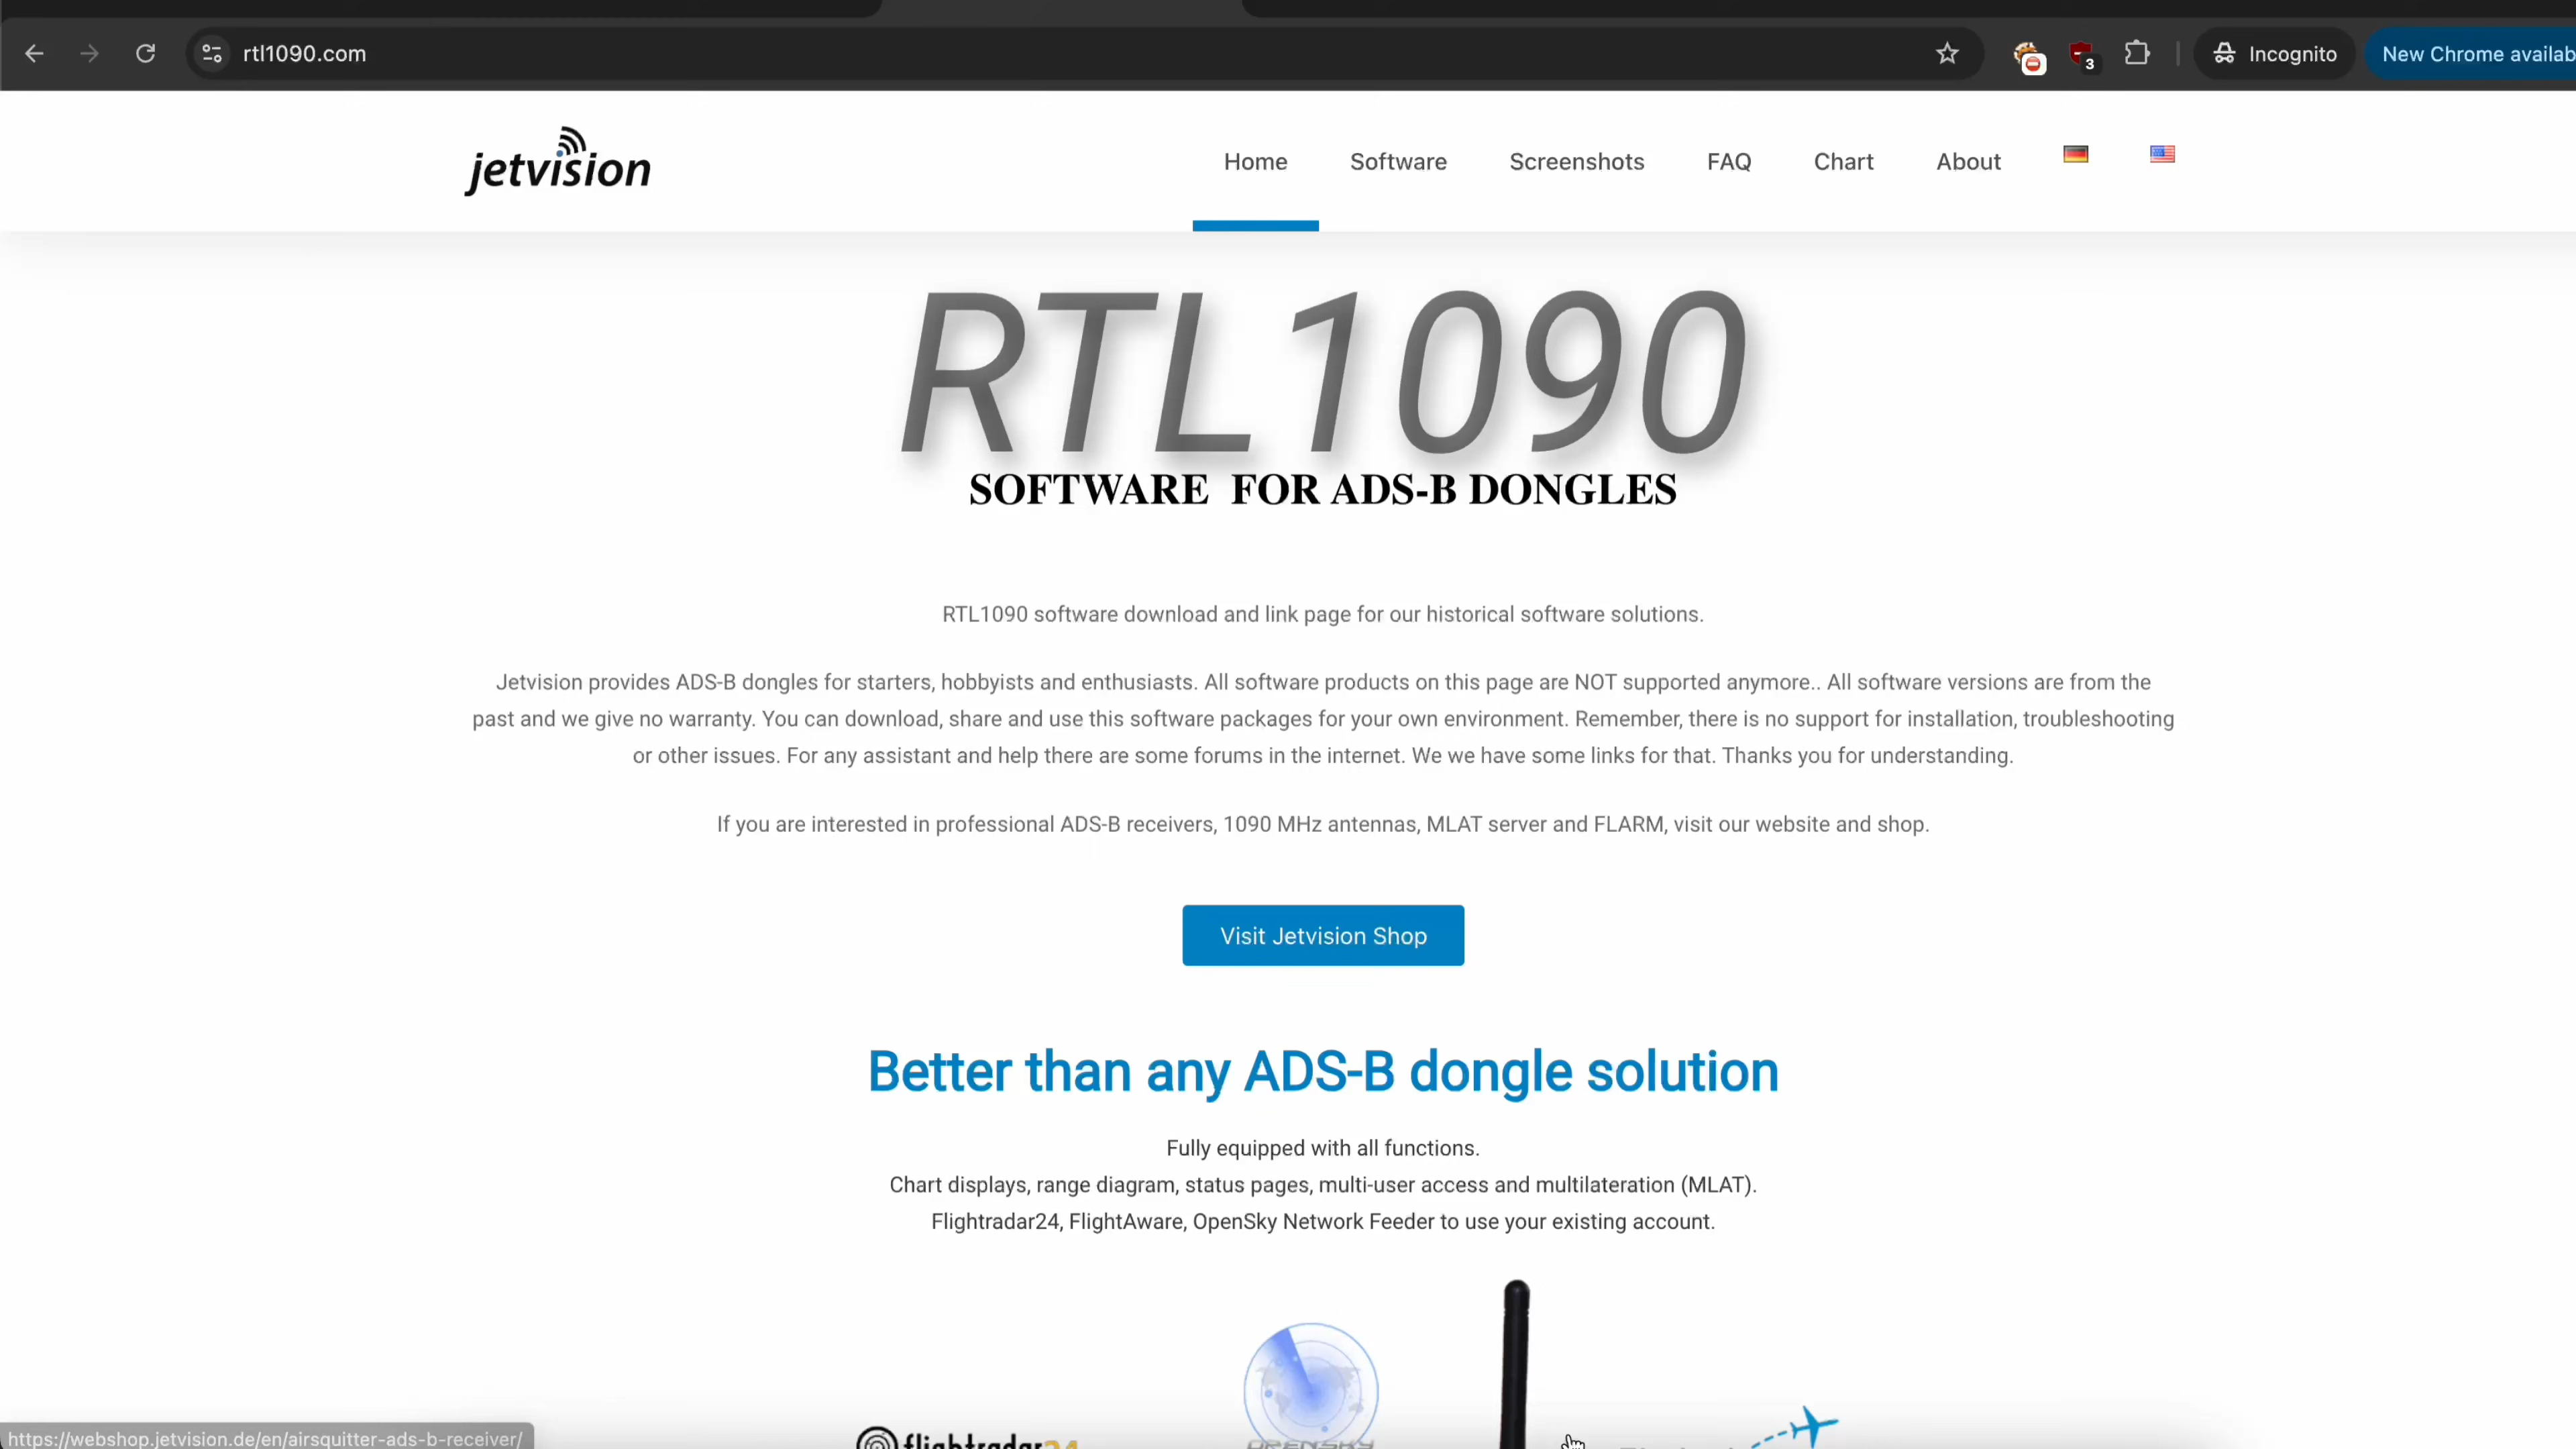 rtl1090.com
3
Incognito
New Chrome availab
jetvision
Home Software Screenshots FAQ Chart About
RTL1090
SOFTWARE FOR ADS-B DONGLES
RTL1090 software download and link page for our historical software solutions.
Jetvision provides ADS-B dongles for starters, hobbyists and enthusiasts. All software products on this page are NOT supported anymore.. All software versions are from the
past and we give no warranty. You can download, share and use this software packages for your own environment. Remember, there is no support for installation, troubleshooting
or other issues. For any assistant and help there are some forums in the internet. We we have some links for that. Thanks you for understanding.
If you are interested in professional ADS-B receivers, 1090 MHz antennas, MLAT server and FLARM, visit our website and shop.
Visit Jetvision Shop
Better than any ADS-B dongle solution
Fully equipped with all functions.
Chart displays, range diagram, status pages, multi-user access and multilateration (MLAT).
Flightradar24, FlightAware, OpenSky Network Feeder to use your existing account.
flightradar24
OPENSKY
https://webshop.jetvision.de/en/airsquitter-ads-b-receiver/